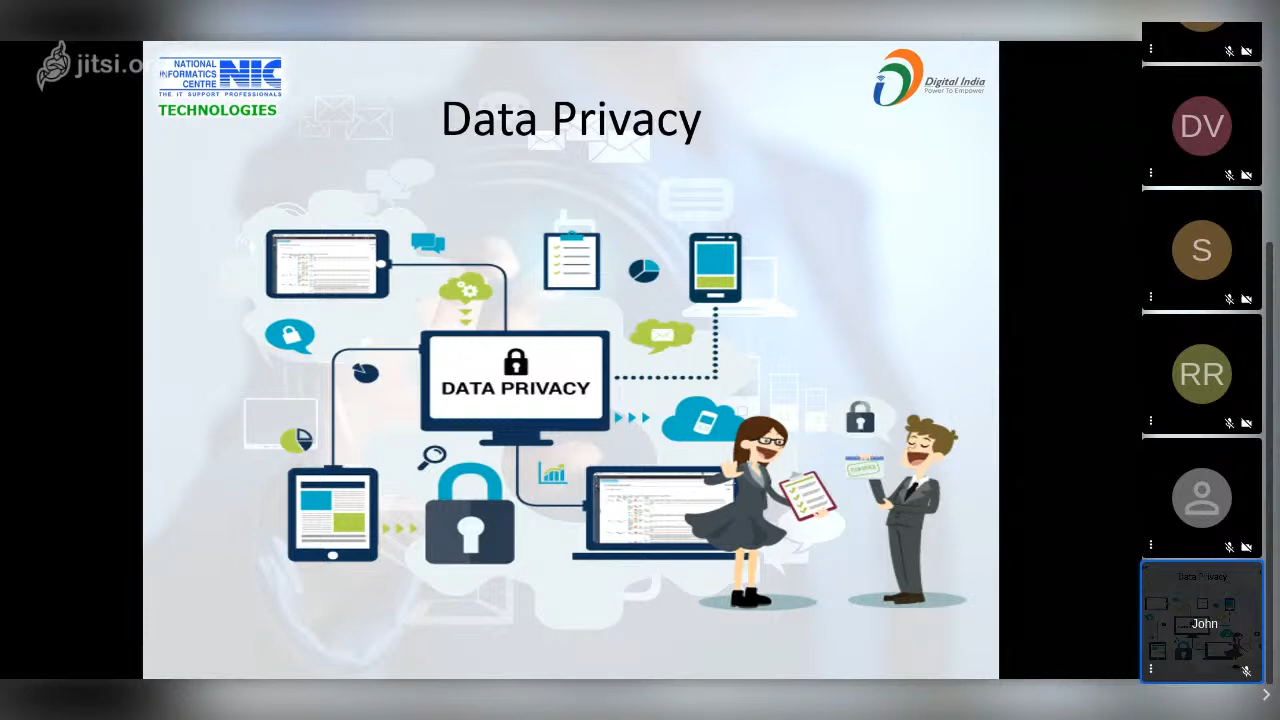 jitsi.or
NATIONAL
INFORMATICS
CENTRE
NIC
THE IT SUPPORT PROFESSIONALS
TECHNOLOGIES
Digital India
Power To Empower
Data Privacy
DATA PRIVACY
DV
S
RR
Data Privacy
John